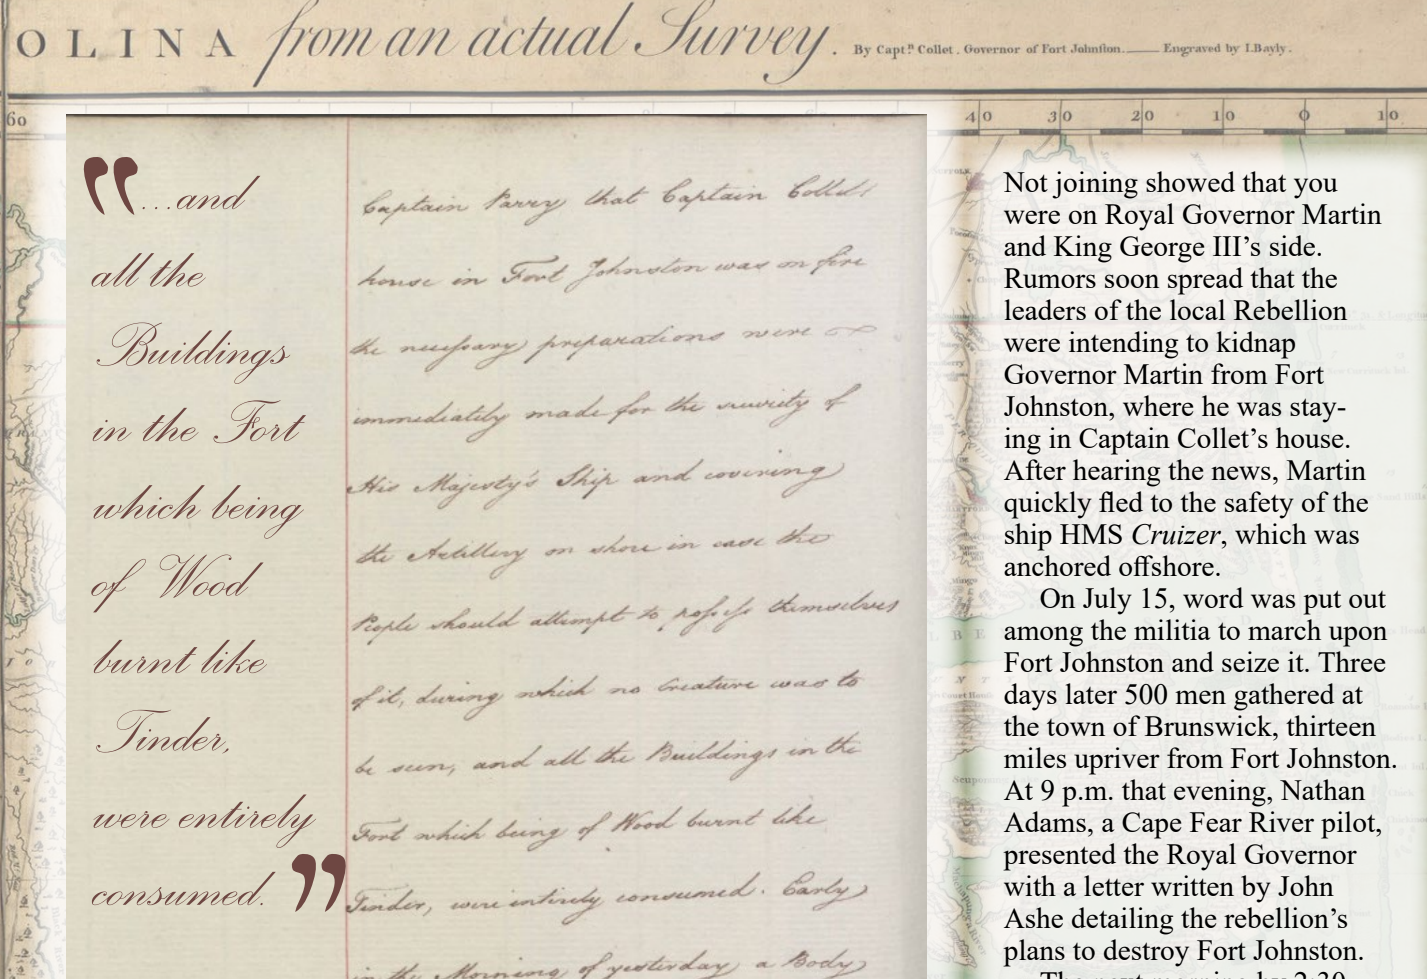 OLINA from an actual Survey. By Capt.n Collet. Governor of Fort Johnston. Engraved by I.Bayly.
60
40 30 20 10 0 10
“...and
all the
Buildings
in the Fort
which being
of Wood
burnt like
Tinder,
were entirely
consumed.”
Captain Parry that Captain Collet's
house in Fort Johnston was on fire
the necessary preparations were
immediately made for the security of
His Majesty's Ship and covering
the Artillery on shore in case the
People should attempt to possess themselves
of it, during which no Creature was to
be seen, and all the Buildings in the
Fort which being of Wood burnt like
Tinder, were entirely consumed. Early
in the Morning of yesterday a Body
Not joining showed that you
were on Royal Governor Martin
and King George III’s side.
Rumors soon spread that the
leaders of the local Rebellion
were intending to kidnap
Governor Martin from Fort
Johnston, where he was stay-
ing in Captain Collet’s house.
After hearing the news, Martin
quickly fled to the safety of the
ship HMS Cruizer, which was
anchored offshore.
On July 15, word was put out
among the militia to march upon
Fort Johnston and seize it. Three
days later 500 men gathered at
the town of Brunswick, thirteen
miles upriver from Fort Johnston.
At 9 p.m. that evening, Nathan
Adams, a Cape Fear River pilot,
presented the Royal Governor
with a letter written by John
Ashe detailing the rebellion’s
plans to destroy Fort Johnston.
The next morning by 2:30